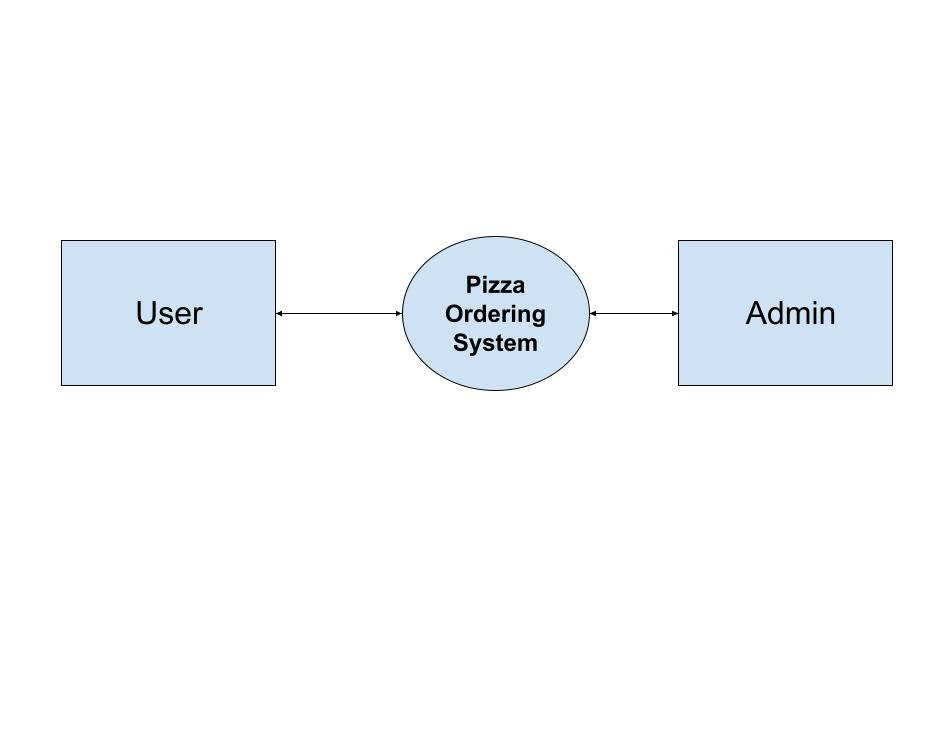 User
Pizza
Ordering
System
Admin